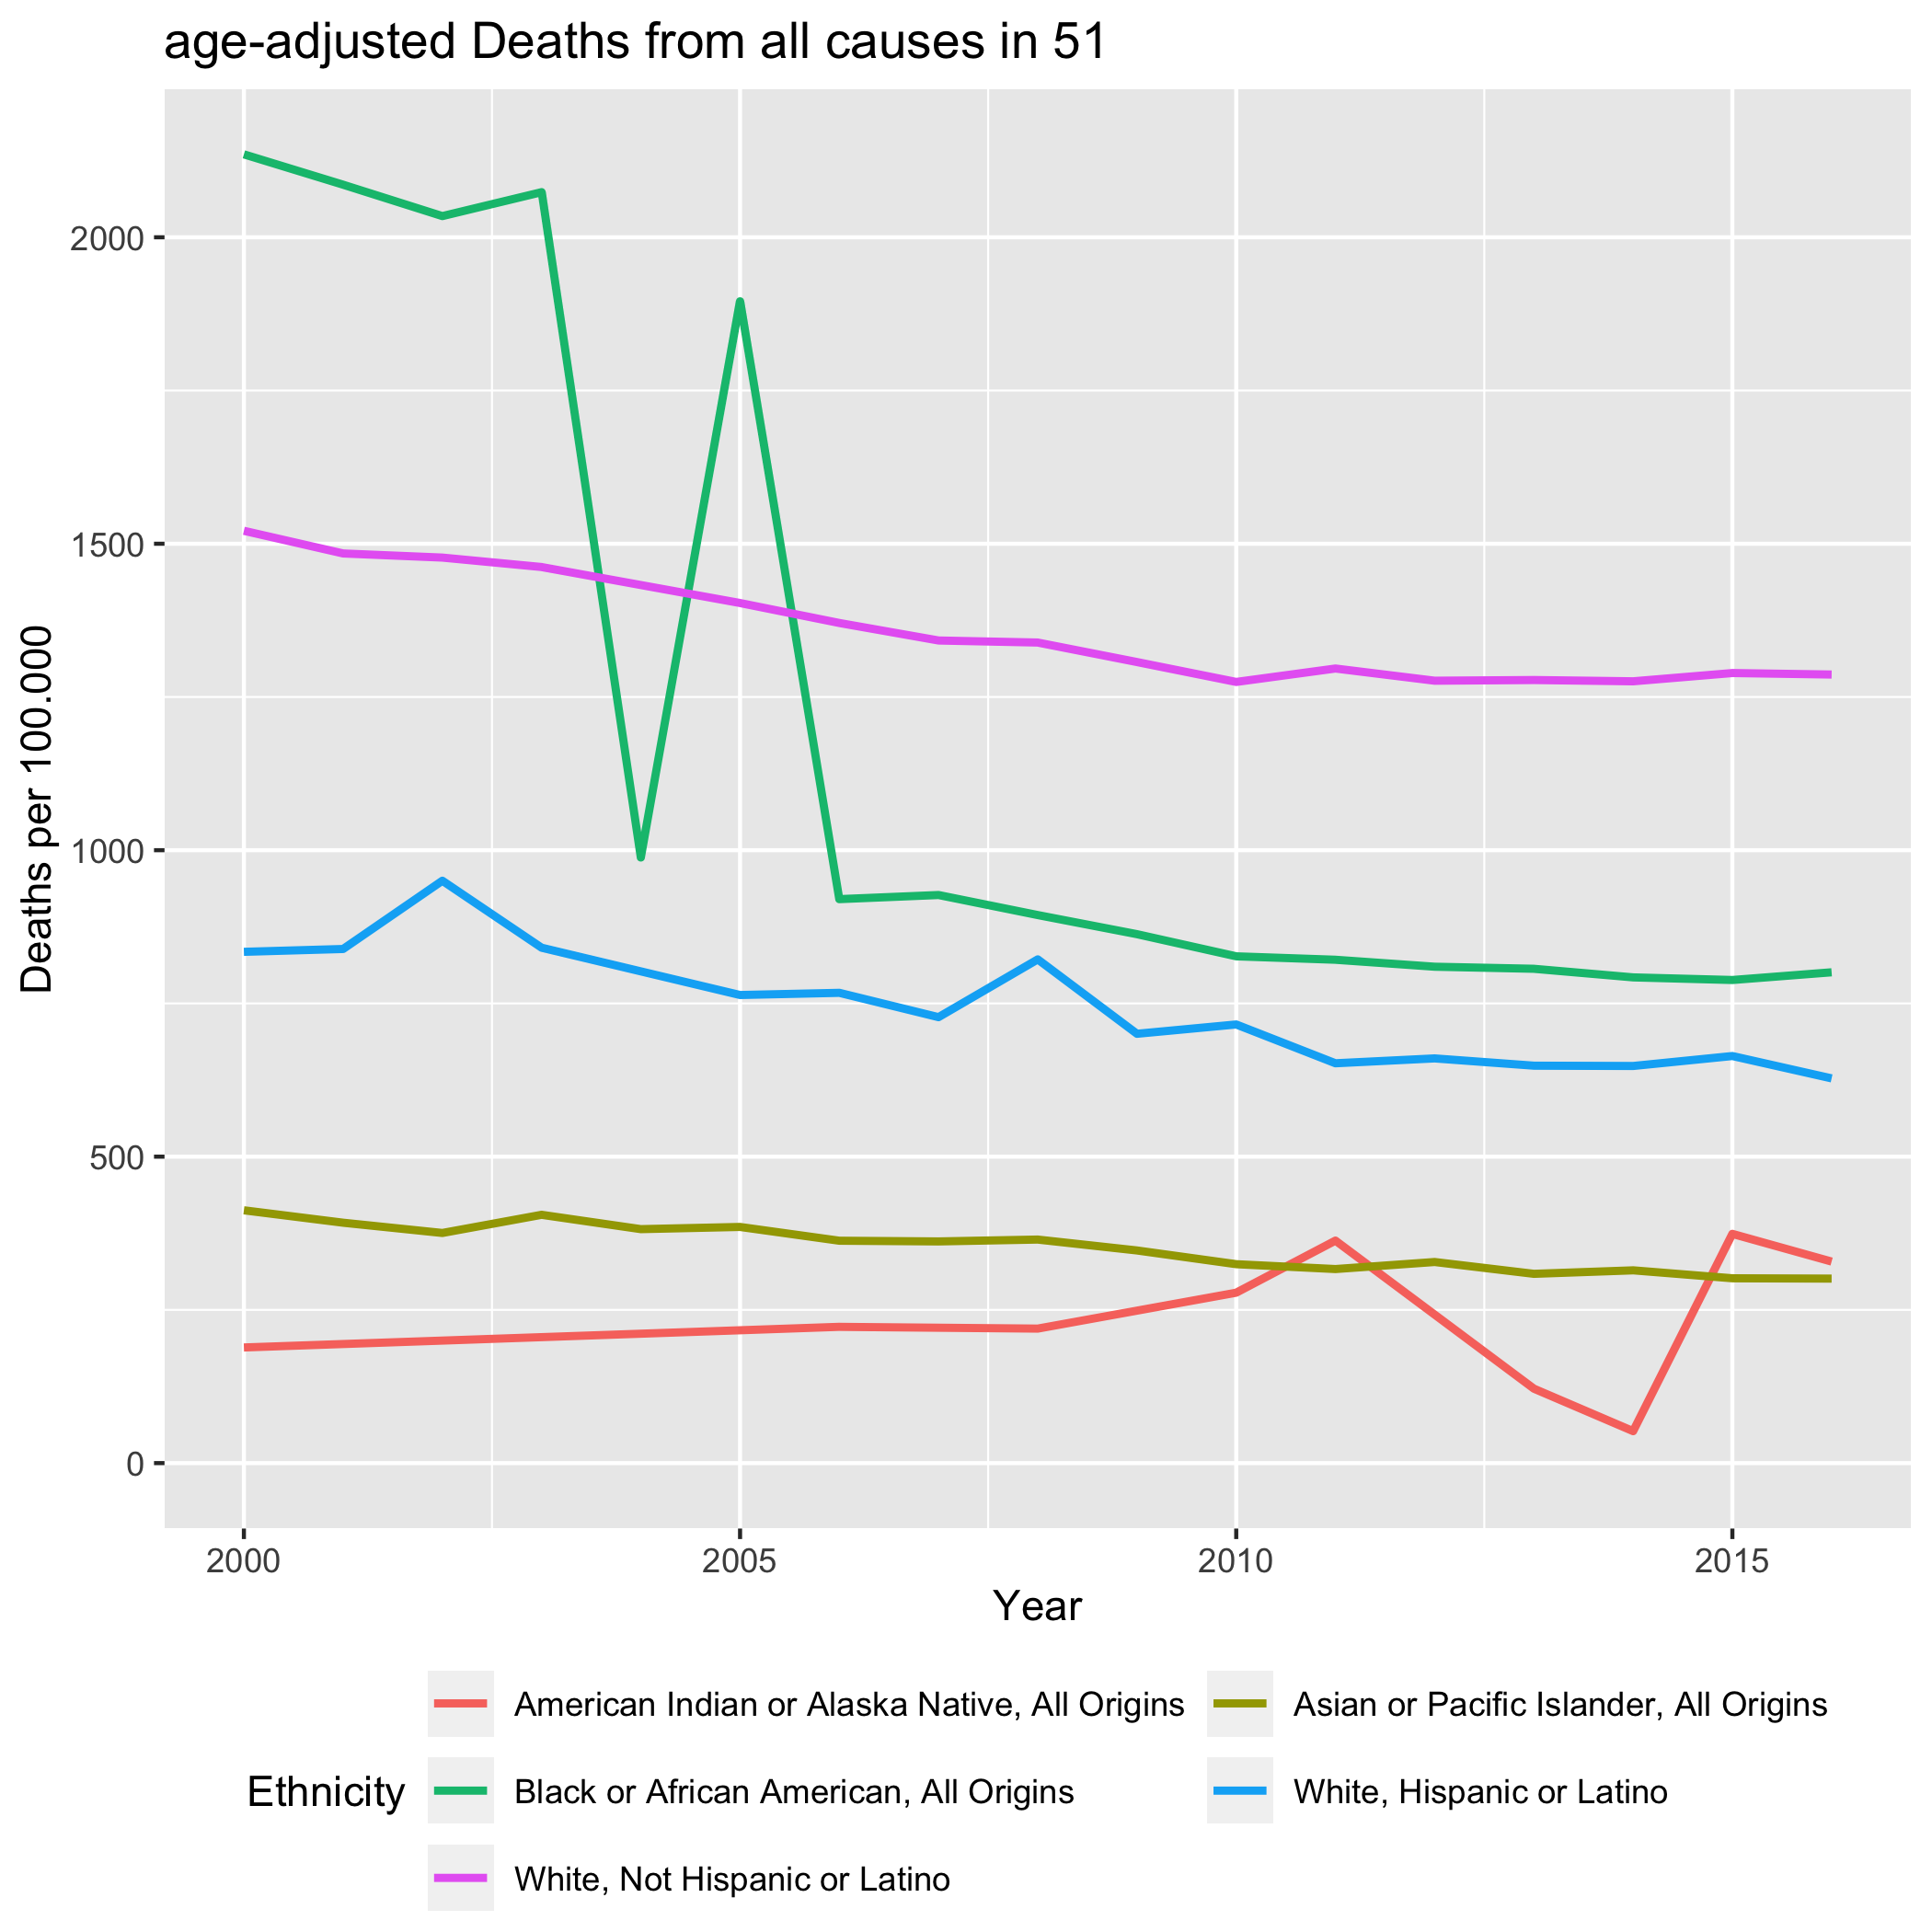 age-adjusted Deaths from all causes in 51
Deaths per 100.000
2000
1500
1000
500
0
2000 2005 2010 2015
Year
Ethnicity
American Indian or Alaska Native, All Origins
Asian or Pacific Islander, All Origins
Black or African American, All Origins
White, Hispanic or Latino
White, Not Hispanic or Latino